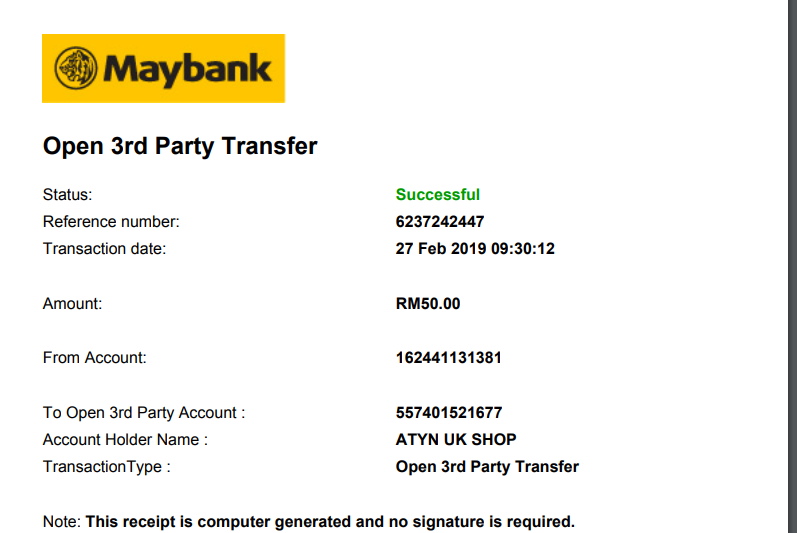 Maybank
Open 3rd Party Transfer
Status: Successful
Reference number: 6237242447
Transaction date: 27 Feb 2019 09:30:12
Amount: RM50.00
From Account: 162441131381
To Open 3rd Party Account : 557401521677
Account Holder Name : ATYN UK SHOP
TransactionType : Open 3rd Party Transfer
Note: This receipt is computer generated and no signature is required.